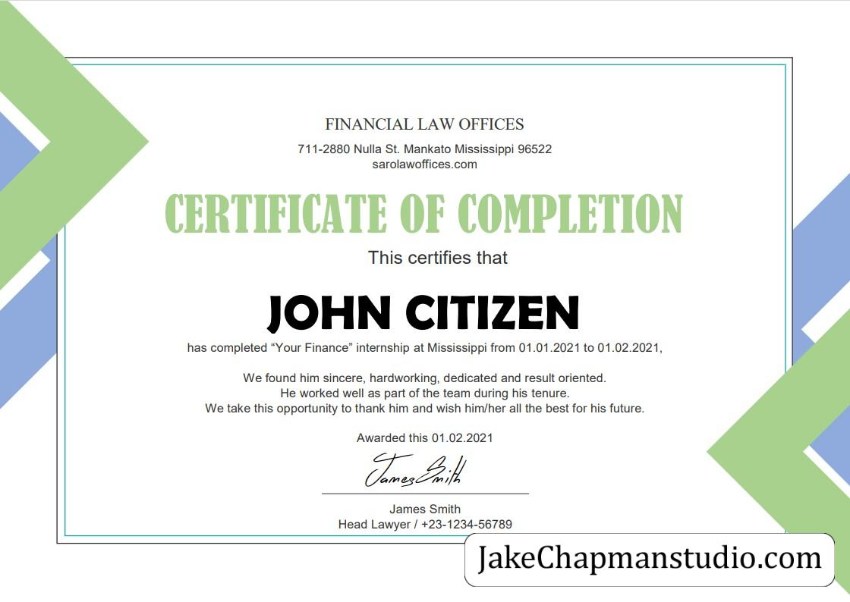 FINANCIAL LAW OFFICES
711-2880 Nulla St. Mankato Mississippi 96522
sarolawoffices.com
CERTIFICATE OF COMPLETION
This certifies that
JOHN CITIZEN
has completed “Your Finance” internship at Mississippi from 01.01.2021 to 01.02.2021,
We found him sincere, hardworking, dedicated and result oriented.
He worked well as part of the team during his tenure.
We take this opportunity to thank him and wish him/her all the best for his future.
Awarded this 01.02.2021
James Smith
James Smith
Head Lawyer / +23-1234-56789
JakeChapmanstudio.com